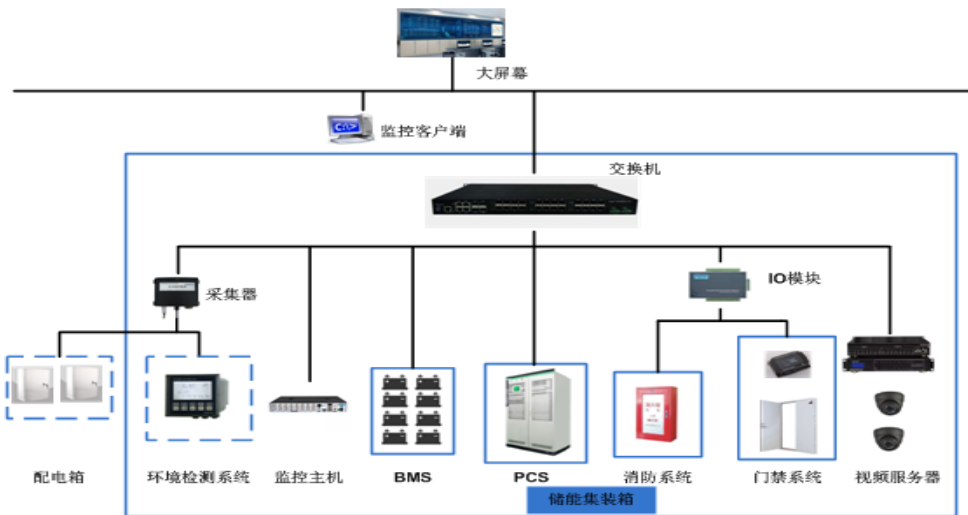 大屏幕
监控客户端
交换机
采集器
IO模块
配电箱
环境检测系统
监控主机
BMS
PCS
消防系统
门禁系统
视频服务器
储能集装箱